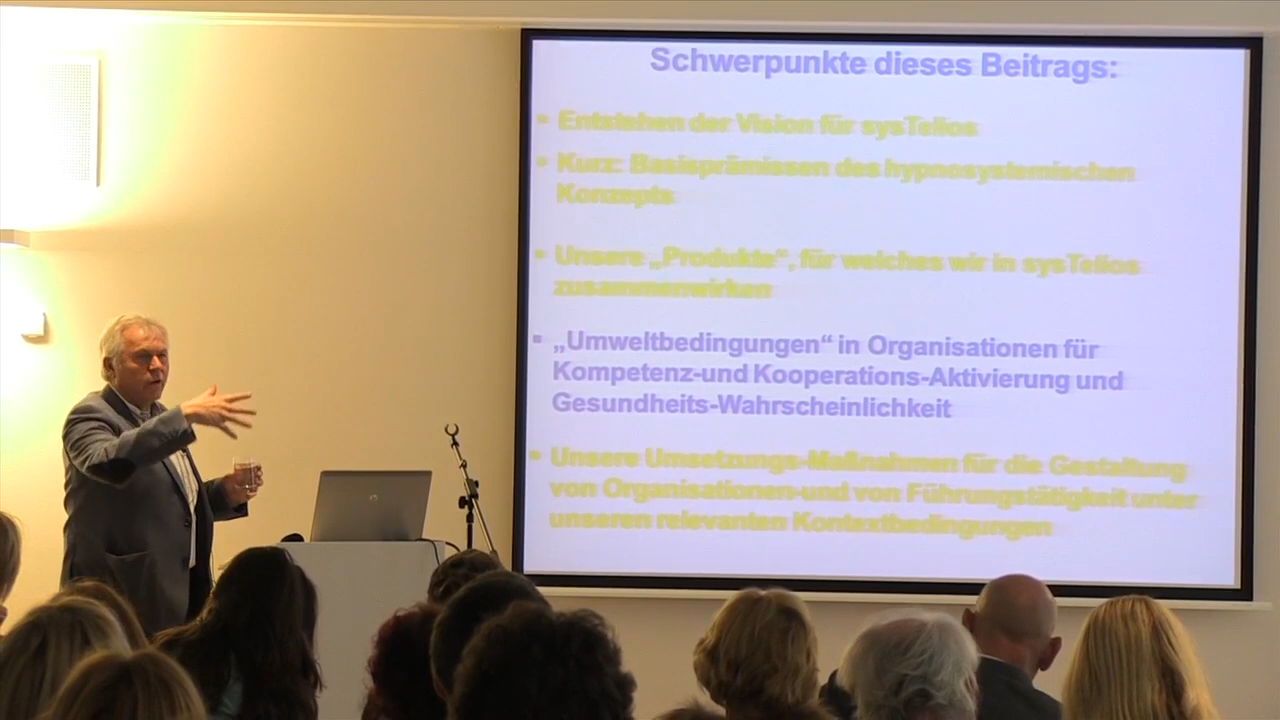 Schwerpunkte dieses Beitrags:
• Entstehen der Vision für sysTelios
• Kurz: Basisprämissen des hypnosystemischen
Konzepts
• Unsere „Produkte“, für welches wir in sysTelios
zusammenwirken
• „Umweltbedingungen“ in Organisationen für
Kompetenz-und Kooperations-Aktivierung und
Gesundheits-Wahrscheinlichkeit
• Unsere Umsetzungs-Maßnahmen für die Gestaltung
von Organisationen-und von Führungstätigkeit unter
unseren relevanten Kontextbedingungen